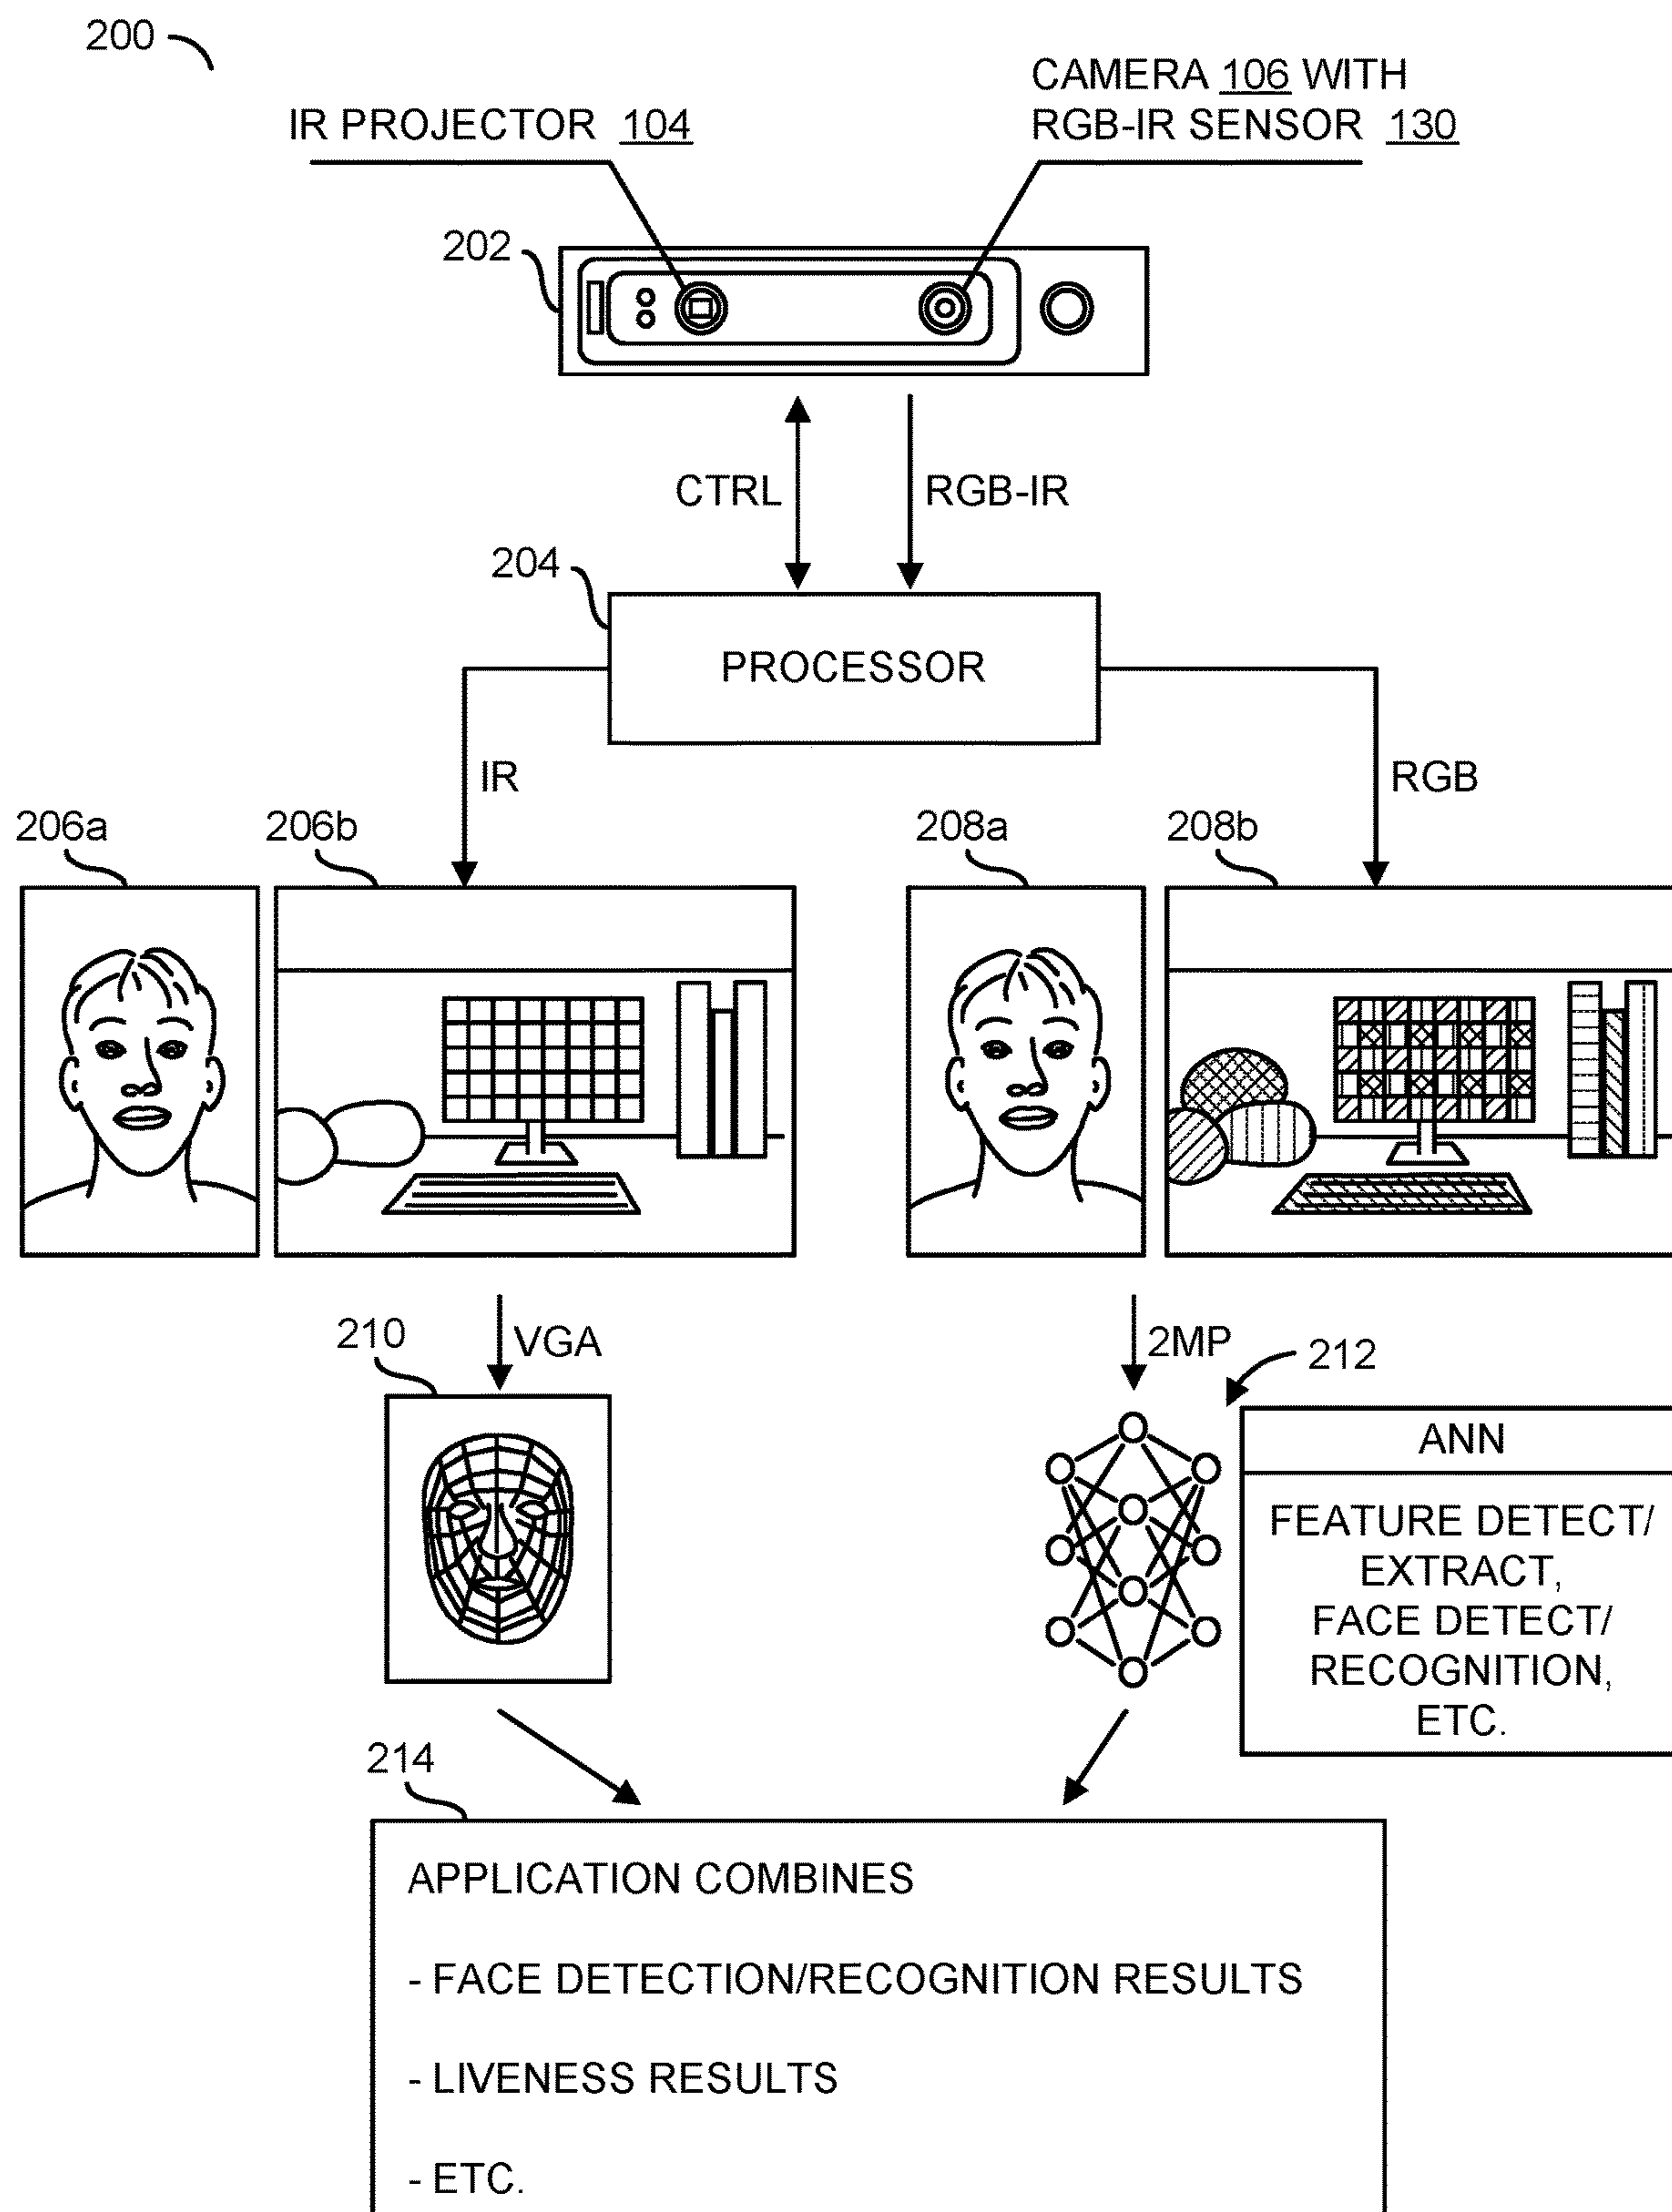 200
CAMERA 106 WITH
RGB-IR SENSOR 130
IR PROJECTOR 104
202
CTRL
RGB-IR
204
PROCESSOR
IR
RGB
206a
206b
208a
208b
210
VGA
2MP
212
ANN
FEATURE DETECT/
EXTRACT,
FACE DETECT/
RECOGNITION,
ETC.
214
APPLICATION COMBINES
- FACE DETECTION/RECOGNITION RESULTS
- LIVENESS RESULTS
- ETC.